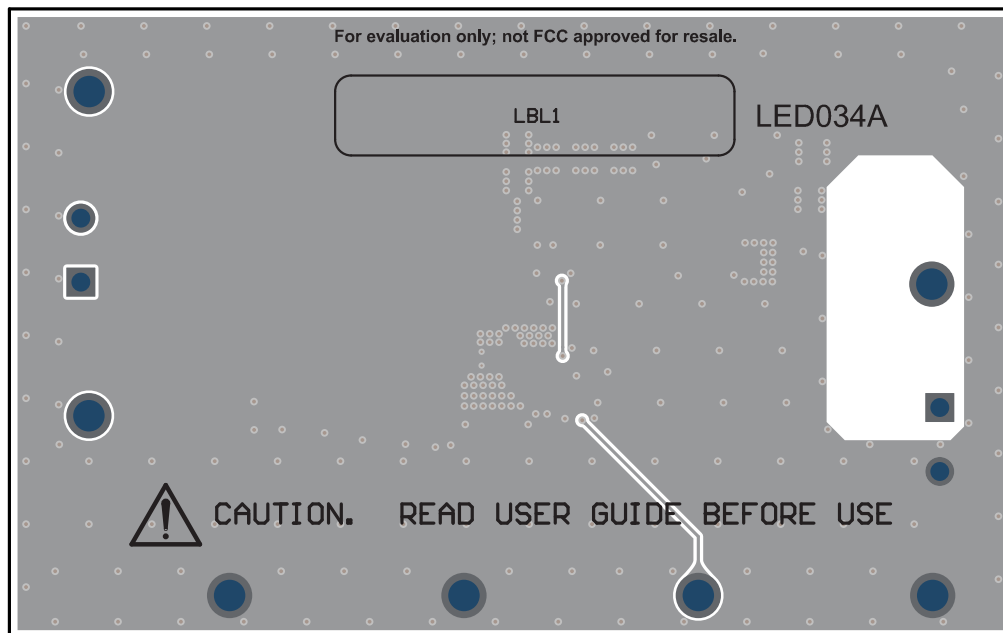 For evaluation only; not FCC approved for resale.
LBL1
LED034A
CAUTION. READ USER GUIDE BEFORE USE